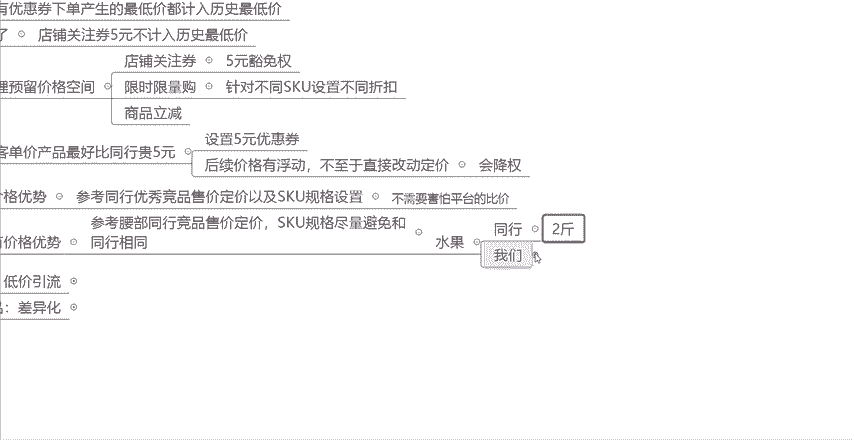 有优惠券下单产生的最低价都计入历史最低价
了 店铺关注券5元不计入历史最低价
店铺关注券 5元豁免权
理预留价格空间 限时限量购 针对不同SKU设置不同折扣
商品立减
设置5元优惠券
客单价产品最好比同行贵5元
后续价格有浮动，不至于直接改动定价 会降权
价格优势 参考同行优秀竞品售价定价以及SKU规格设置 不需要害怕平台的比价
参考腰部同行竞品售价定价，SKU规格尽量避免和
同行 2斤
有价格优势 同行相同 水果
我们
低价引流
品：差异化